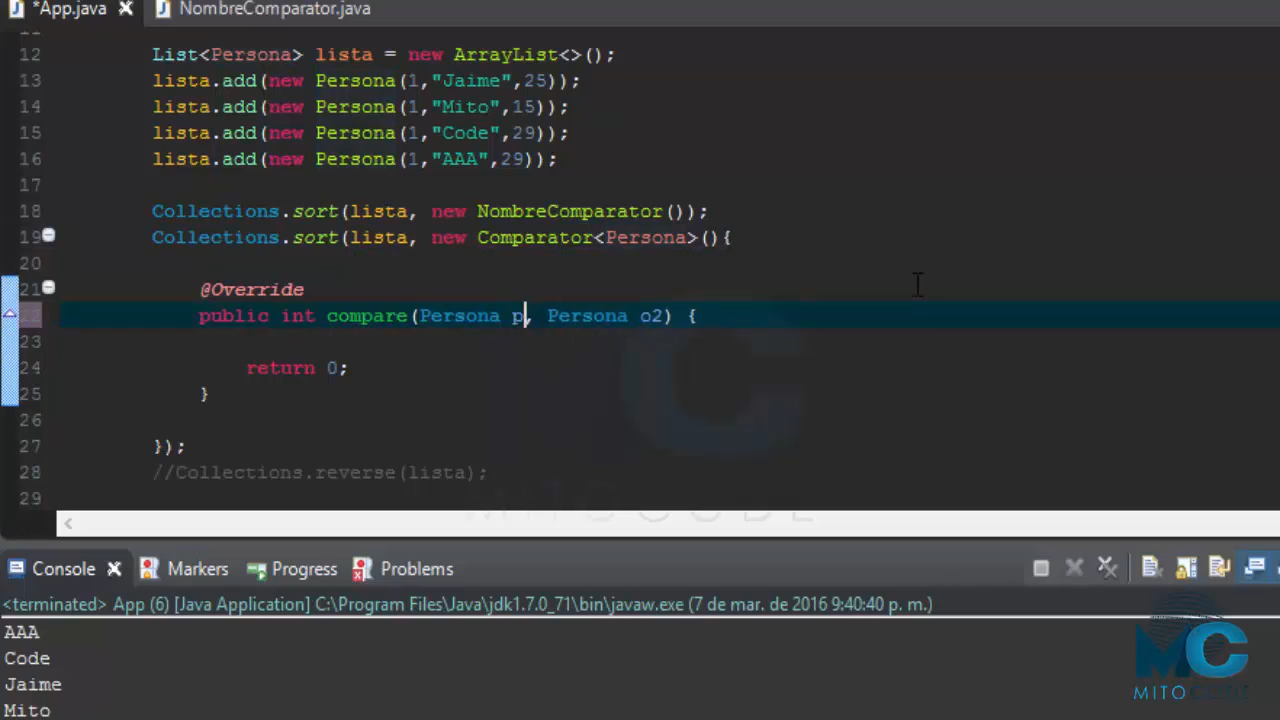 *App.java NombreComparator.java
11
12 List<Persona> lista = new ArrayList<>();
13 lista.add(new Persona(1,"Jaime",25));
14 lista.add(new Persona(1,"Mito",15));
15 lista.add(new Persona(1,"Code",29));
16 lista.add(new Persona(1,"AAA",29));
17
18 Collections.sort(lista, new NombreComparator());
19 Collections.sort(lista, new Comparator<Persona>(){
20
21 @Override
22 public int compare(Persona p, Persona o2) {
23
24 return 0;
25 }
26
27 });
28 //Collections.reverse(lista);
29
MITOCODE
Console Markers Progress Problems
<terminated> App (6) [Java Application] C:\Program Files\Java\jdk1.7.0_71\bin\javaw.exe (7 de mar. de 2016 9:40:40 p. m.)
AAA
Code
Jaime
Mito
MC
MITOCODE